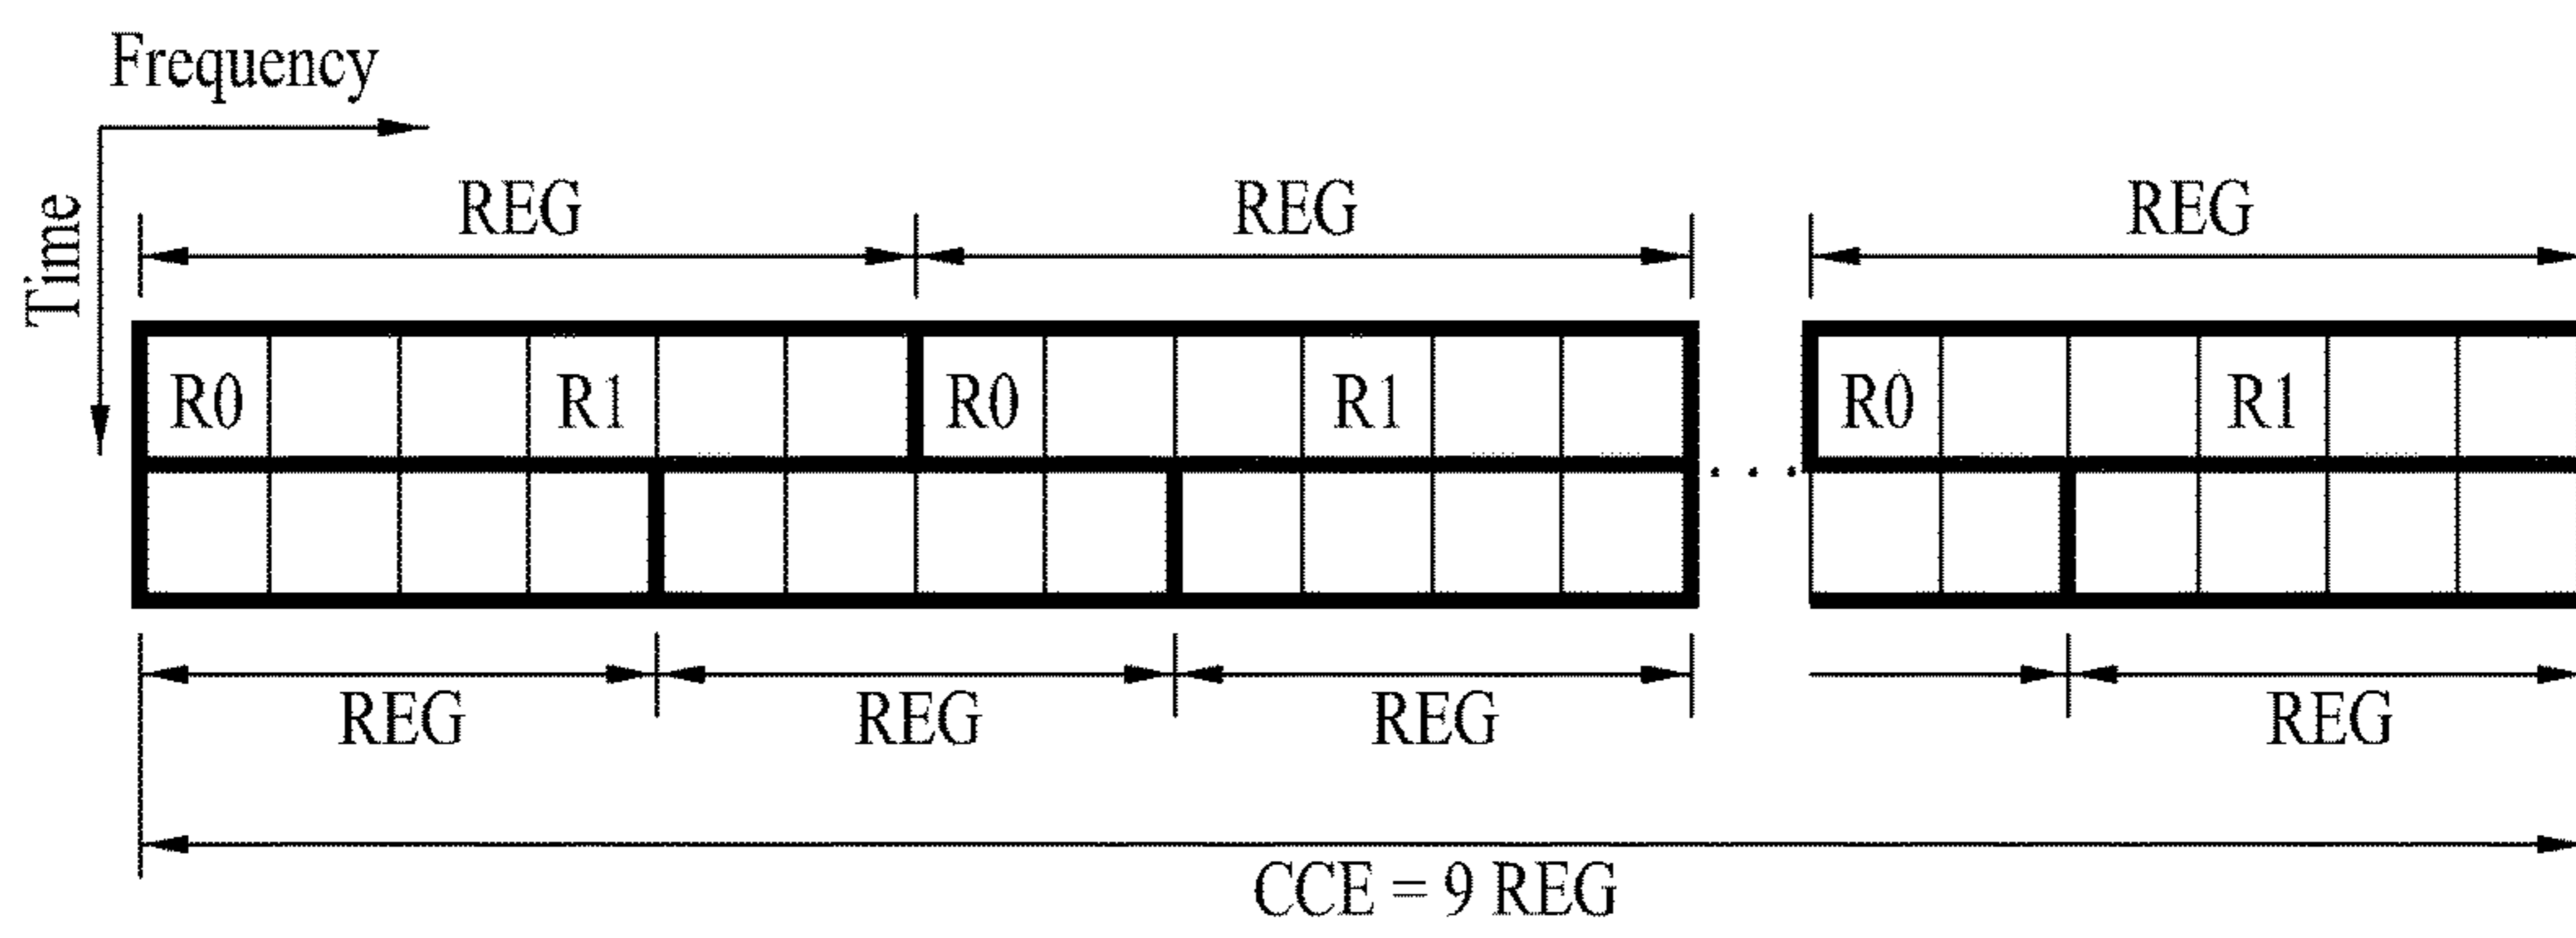 Frequency
Time
REG REG REG
R0 R1 R0 R1 R0 R1
. . .
REG REG REG REG
CCE = 9 REG